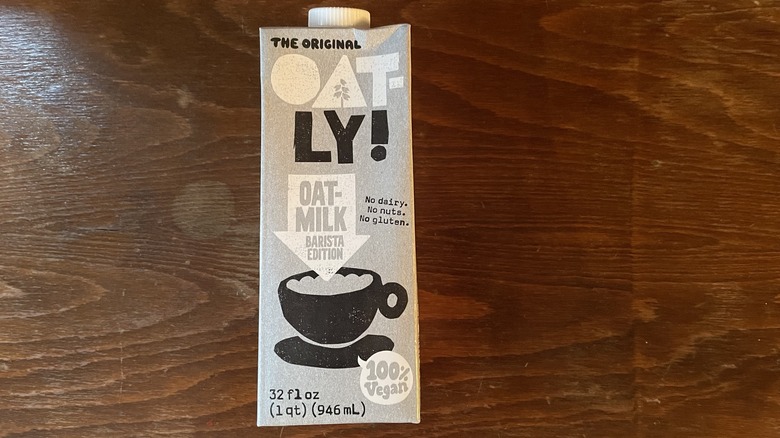 THE ORIGINAL
OAT-
LY!
OAT-
MILK
BARISTA
EDITION
No dairy.
No nuts.
No gluten.
100%
Vegan
32 fl oz
(1 qt) (946 mL)